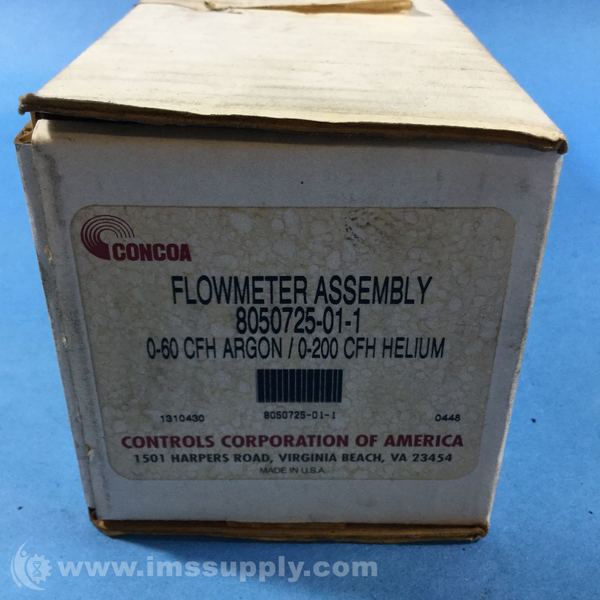 CONCOA
FLOWMETER ASSEMBLY
8050725-01-1
0-60 CFH ARGON / 0-200 CFH HELIUM
1310430 8050725-01-1 0448
CONTROLS CORPORATION OF AMERICA
1501 HARPERS ROAD, VIRGINIA BEACH, VA 23454
MADE IN U.S.A.
www.imssupply.com